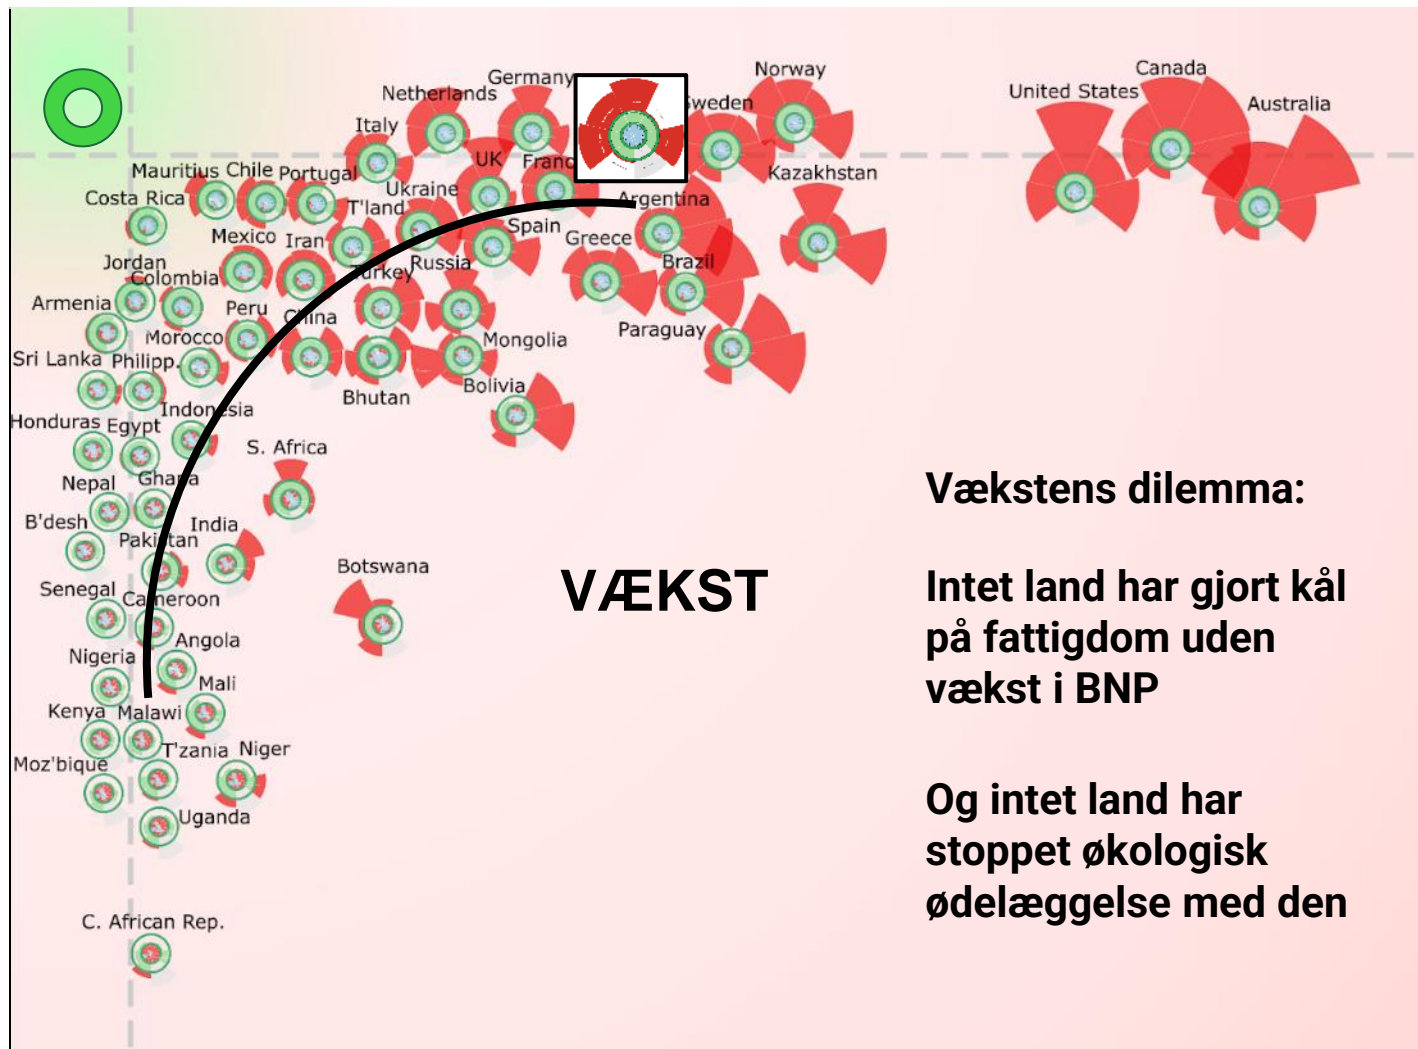 Norway
Canada
Germany
United States
Netherlands
Sweden
Australia
Italy
UK
Franc
Mauritius
Chile
Portugal
Ukraine
Kazakhstan
Costa Rica
T'land
Argentina
Spain
Mexico
Iran
Greece
Jordan
Russia
Brazil
Colombia
Turkey
Armenia
Peru
China
Paraguay
Morocco
Mongolia
Sri Lanka
Philipp.
Bolivia
Bhutan
Honduras
Egypt
Indonesia
S. Africa
Nepal
Ghana
B'desh
India
Pakistan
Botswana
Senegal
Cameroon
Angola
Nigeria
Mali
Kenya
Malawi
T'zania
Niger
Moz'bique
Uganda
C. African Rep.
VÆKST
Vækstens dilemma:
Intet land har gjort kål
på fattigdom uden
vækst i BNP
Og intet land har
stoppet økologisk
ødelæggelse med den